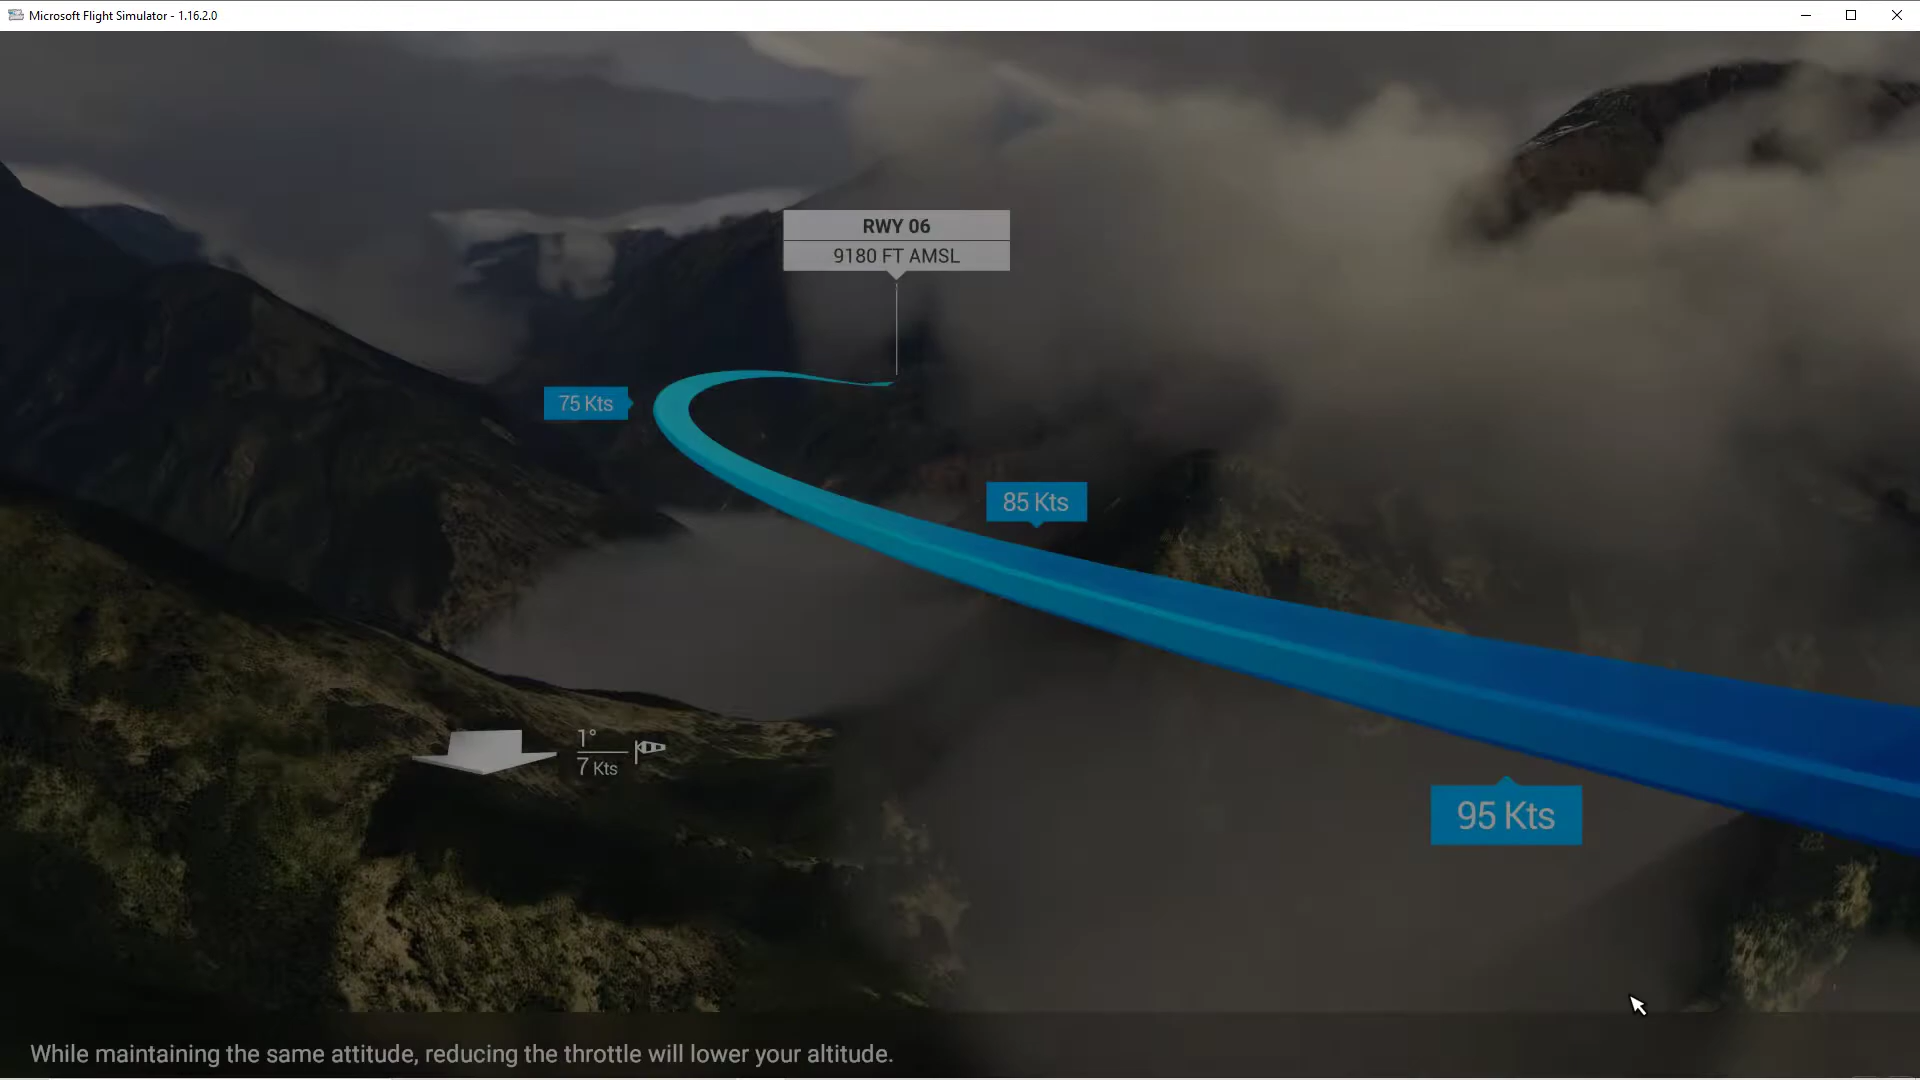 Microsoft Flight Simulator - 1.16.2.0
RWY 06
9180 FT AMSL
75 Kts
85 Kts
1°
7 Kts
95 Kts
While maintaining the same attitude, reducing the throttle will lower your altitude.